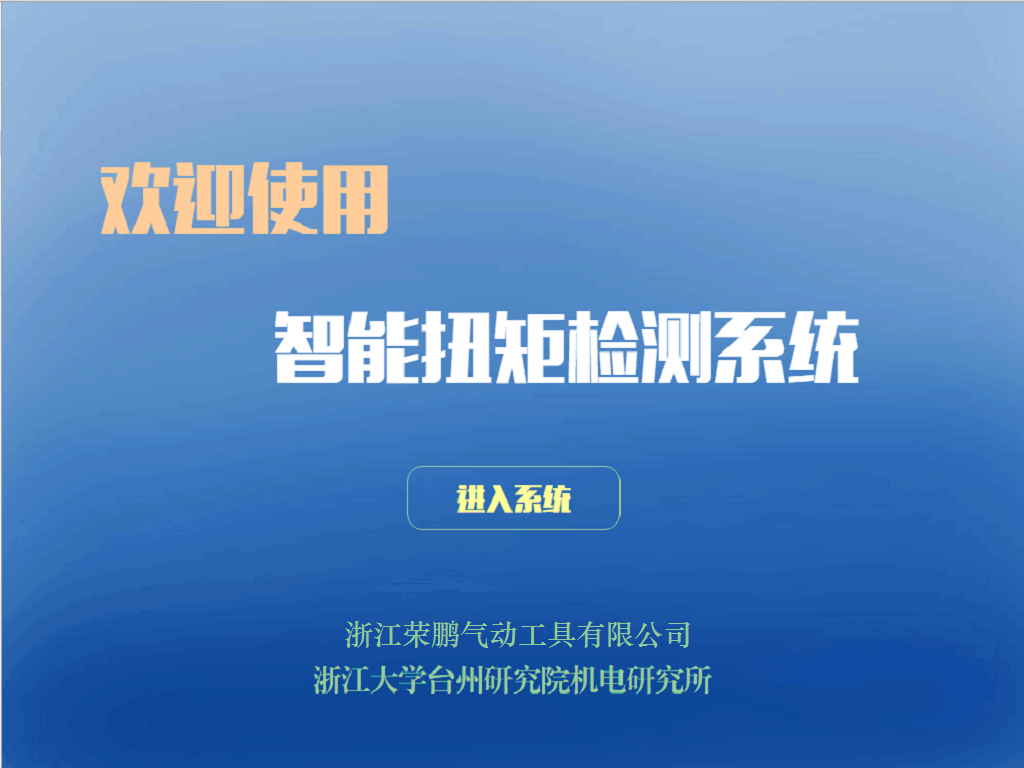 欢迎使用
智能扭矩检测系统
进入系统
浙江荣鹏气动工具有限公司
浙江大学台州研究院机电研究所